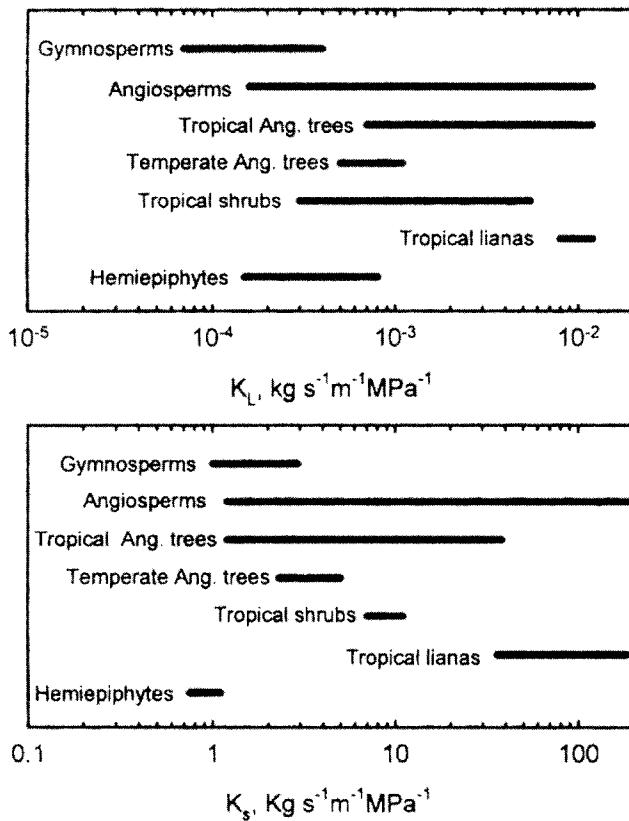 Gymnosperms
Angiosperms
Tropical Ang. trees
Temperate Ang. trees
Tropical shrubs
Tropical lianas
Hemiepiphytes
10⁻⁵ 10⁻⁴ 10⁻³ 10⁻²
K_L, kg s⁻¹m⁻¹MPa⁻¹
Gymnosperms
Angiosperms
Tropical Ang. trees
Temperate Ang. trees
Tropical shrubs
Tropical lianas
Hemiepiphytes
0.1 1 10 100
K_s, Kg s⁻¹m⁻¹MPa⁻¹